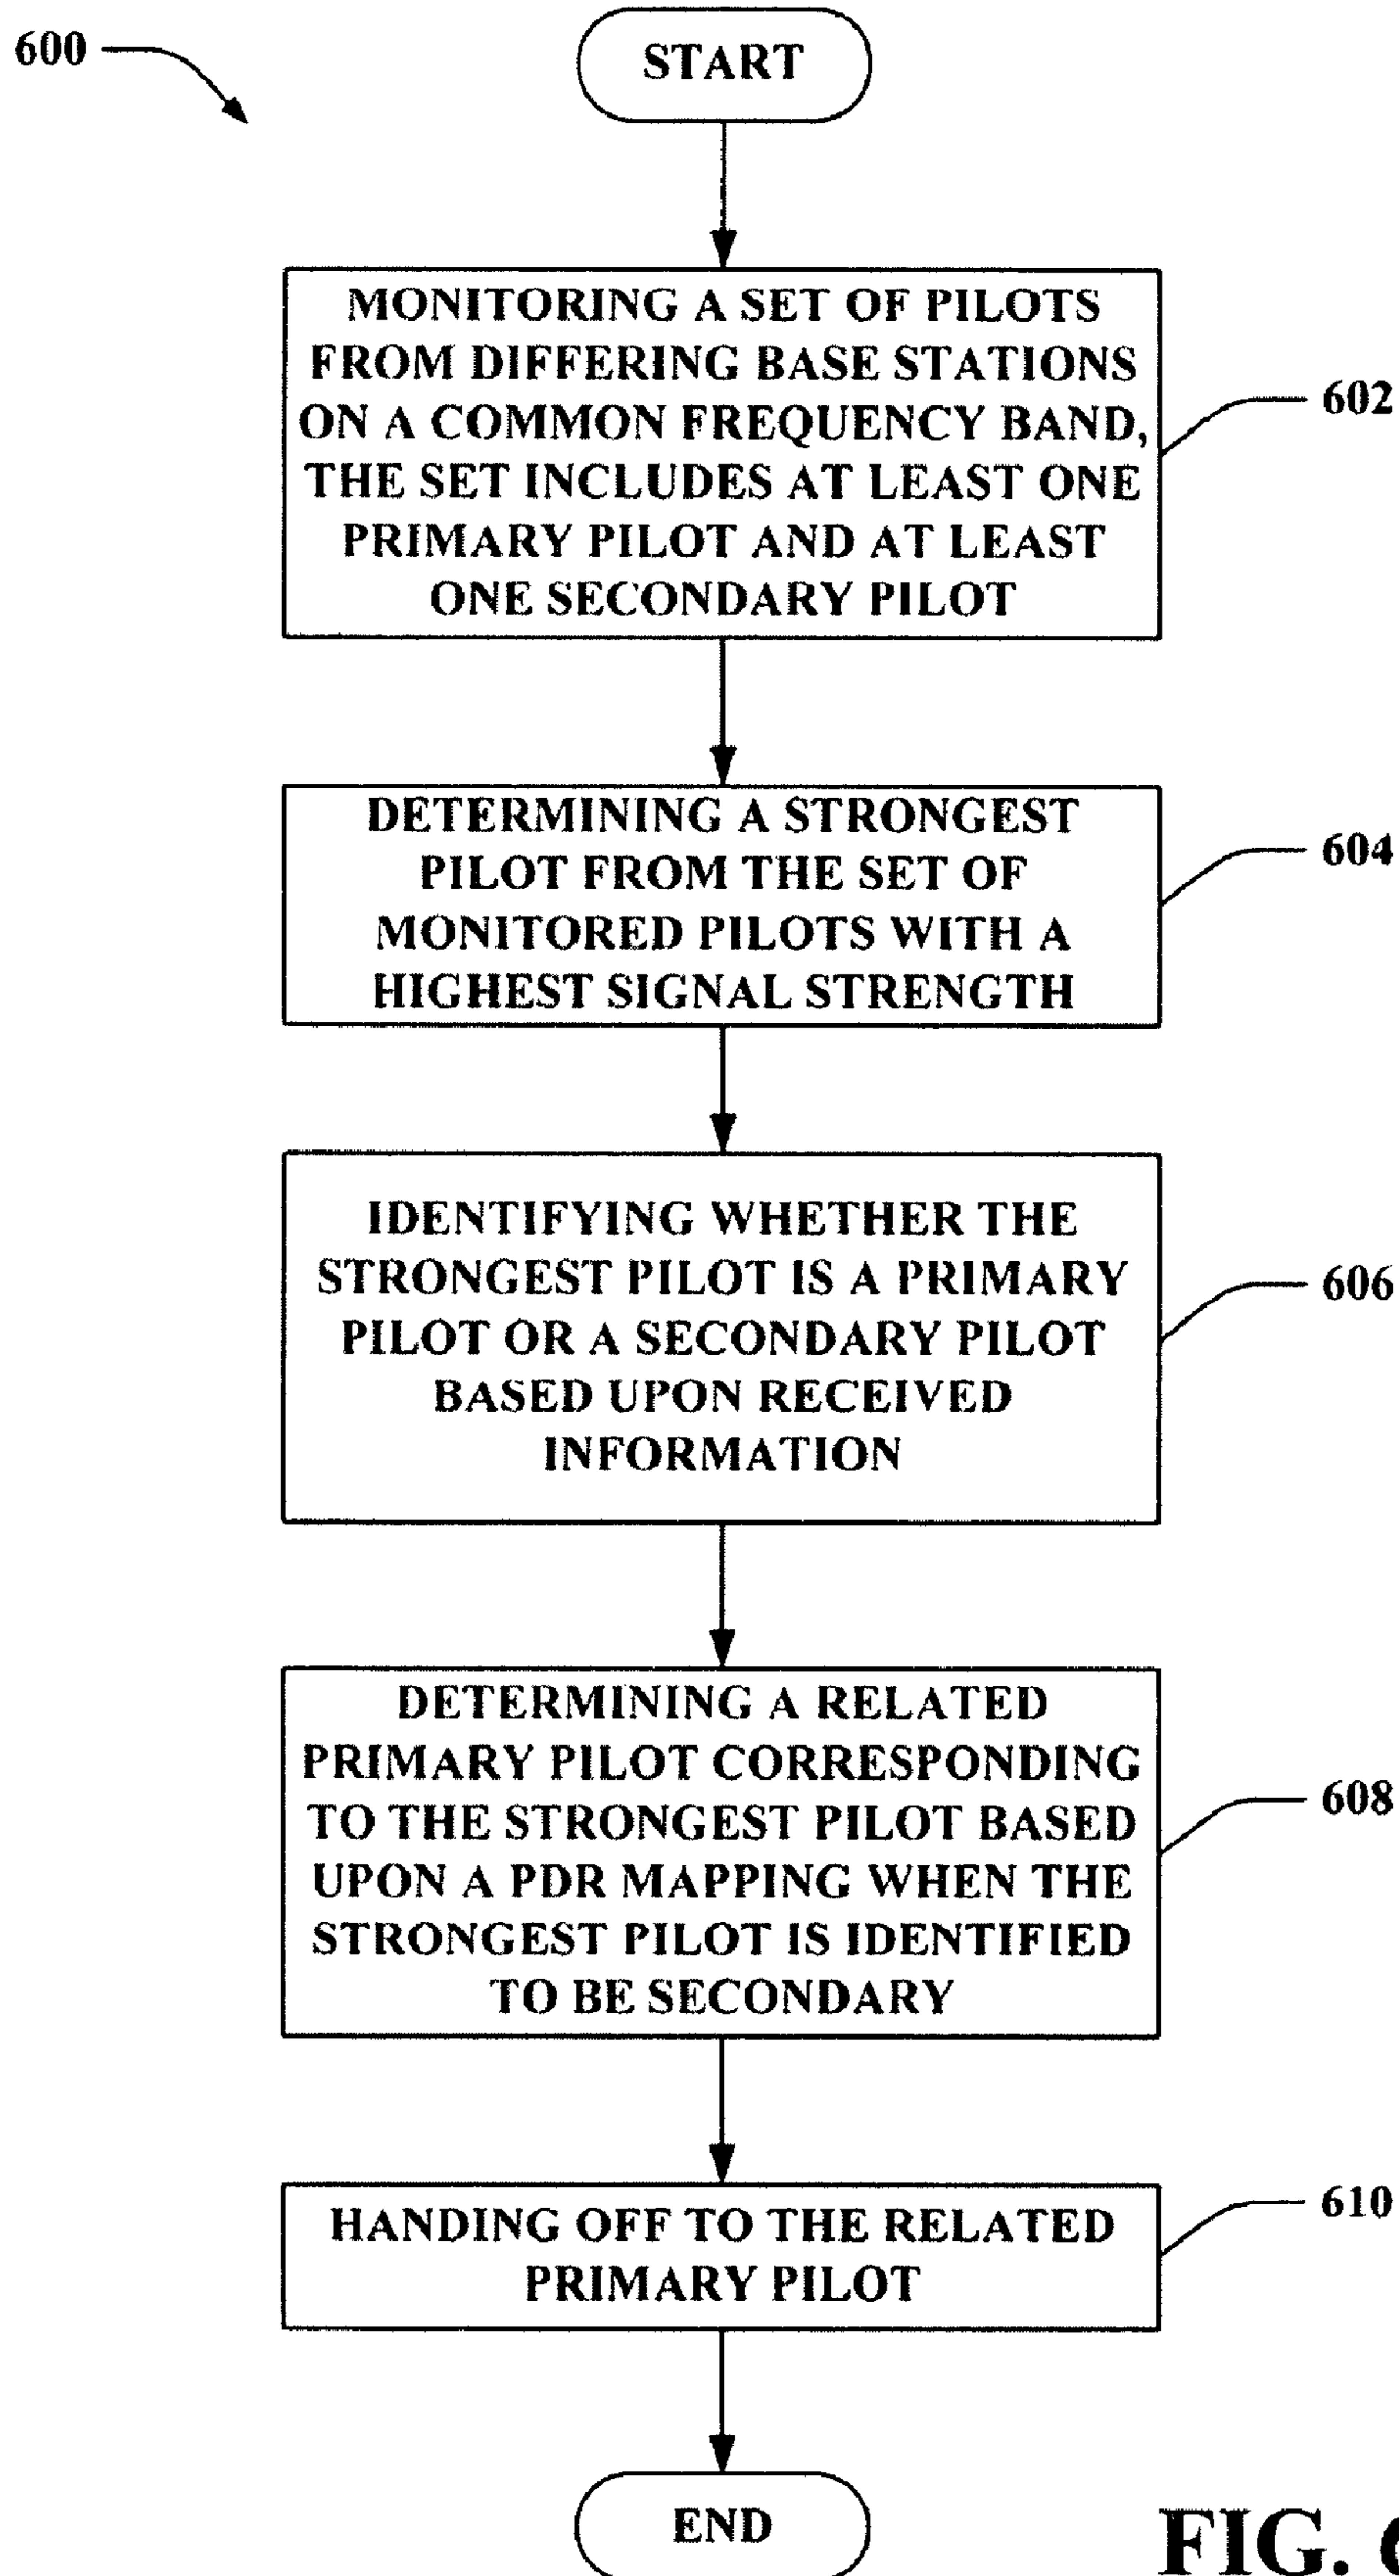 600
START
MONITORING A SET OF PILOTS
FROM DIFFERING BASE STATIONS
ON A COMMON FREQUENCY BAND,
THE SET INCLUDES AT LEAST ONE
PRIMARY PILOT AND AT LEAST
ONE SECONDARY PILOT
602
DETERMINING A STRONGEST
PILOT FROM THE SET OF
MONITORED PILOTS WITH A
HIGHEST SIGNAL STRENGTH
604
IDENTIFYING WHETHER THE
STRONGEST PILOT IS A PRIMARY
PILOT OR A SECONDARY PILOT
BASED UPON RECEIVED
INFORMATION
606
DETERMINING A RELATED
PRIMARY PILOT CORRESPONDING
TO THE STRONGEST PILOT BASED
UPON A PDR MAPPING WHEN THE
STRONGEST PILOT IS IDENTIFIED
TO BE SECONDARY
608
HANDING OFF TO THE RELATED
PRIMARY PILOT
610
END
FIG.